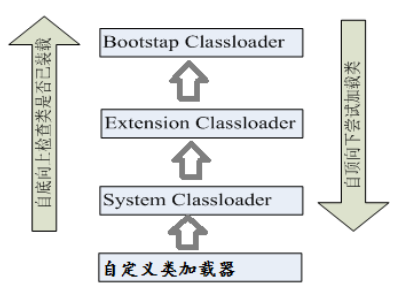 自底向上检查类是否已装载
Bootstap Classloader
Extension Classloader
System Classloader
自定义类加载器
自顶向下尝试加载类